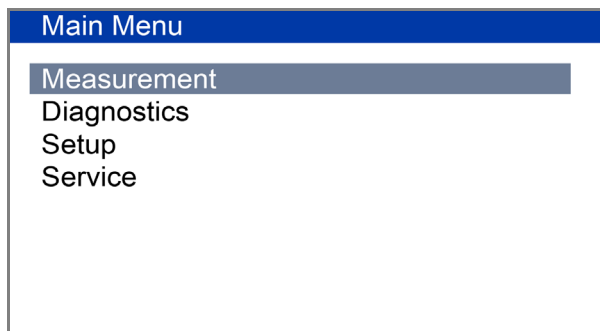 Main Menu
Measurement
Diagnostics
Setup
Service